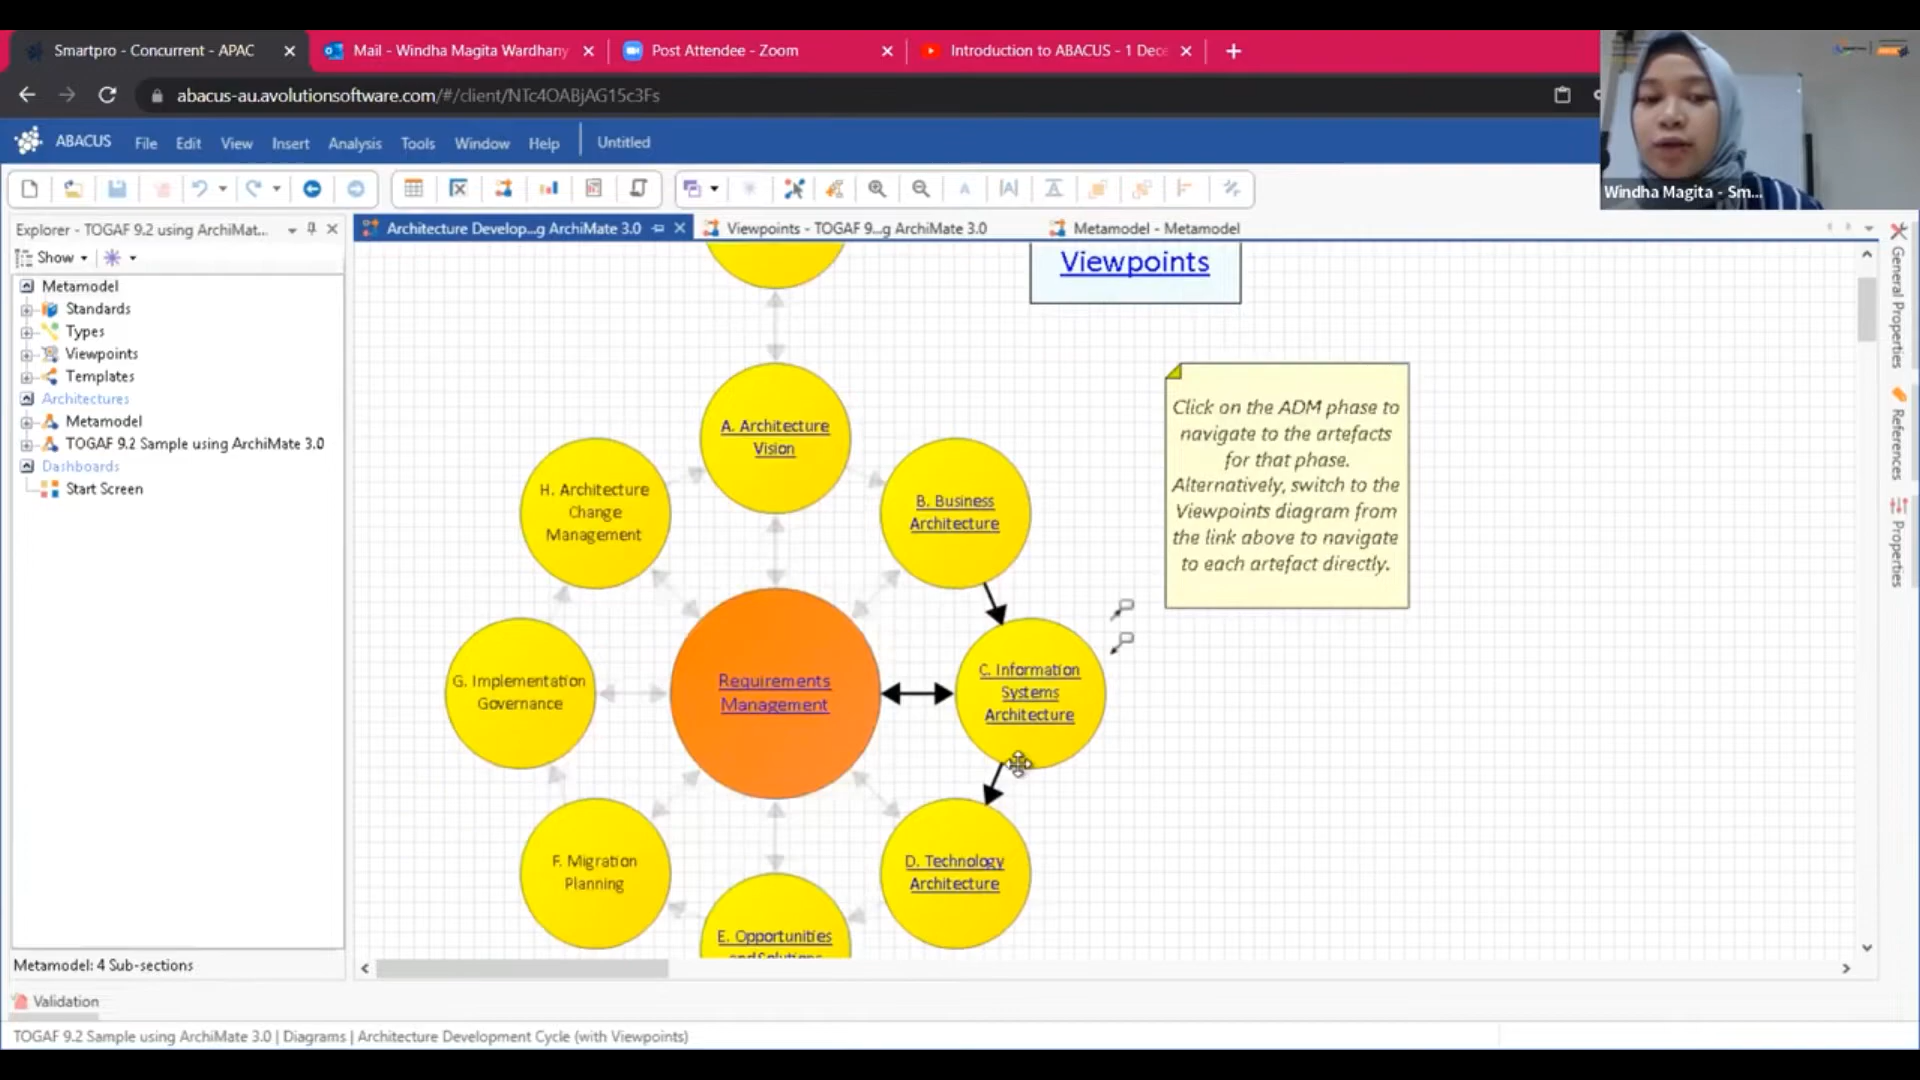 Smartpro - Concurrent - APAC
Mail - Windha Magita Wardhany
Post Attendee - Zoom
Introduction to ABACUS - 1 Dece
abacus-au.avolutionsoftware.com/#/client/NTc4OABjAG15c3Fs
ABACUS File Edit View Insert Analysis Tools Window Help Untitled
Windha Magita - Sm...
Explorer - TOGAF 9.2 using ArchiMat...
Architecture Develop...g ArchiMate 3.0
Viewpoints - TOGAF 9...g ArchiMate 3.0
Metamodel - Metamodel
Show
Metamodel
Standards
Types
Viewpoints
Templates
Architectures
Metamodel
TOGAF 9.2 Sample using ArchiMate 3.0
Dashboards
Start Screen
Metamodel: 4 Sub-sections
Viewpoints
Click on the ADM phase to
navigate to the artefacts
for that phase.
Alternatively, switch to the
Viewpoints diagram from
the link above to navigate
to each artefact directly.
A. Architecture
Vision
B. Business
Architecture
C. Information
Systems
Architecture
D. Technology
Architecture
E. Opportunities
and Solutions
F. Migration
Planning
G. Implementation
Governance
H. Architecture
Change
Management
Requirements
Management
General Properties
References
Properties
Validation
TOGAF 9.2 Sample using ArchiMate 3.0 | Diagrams | Architecture Development Cycle (with Viewpoints)